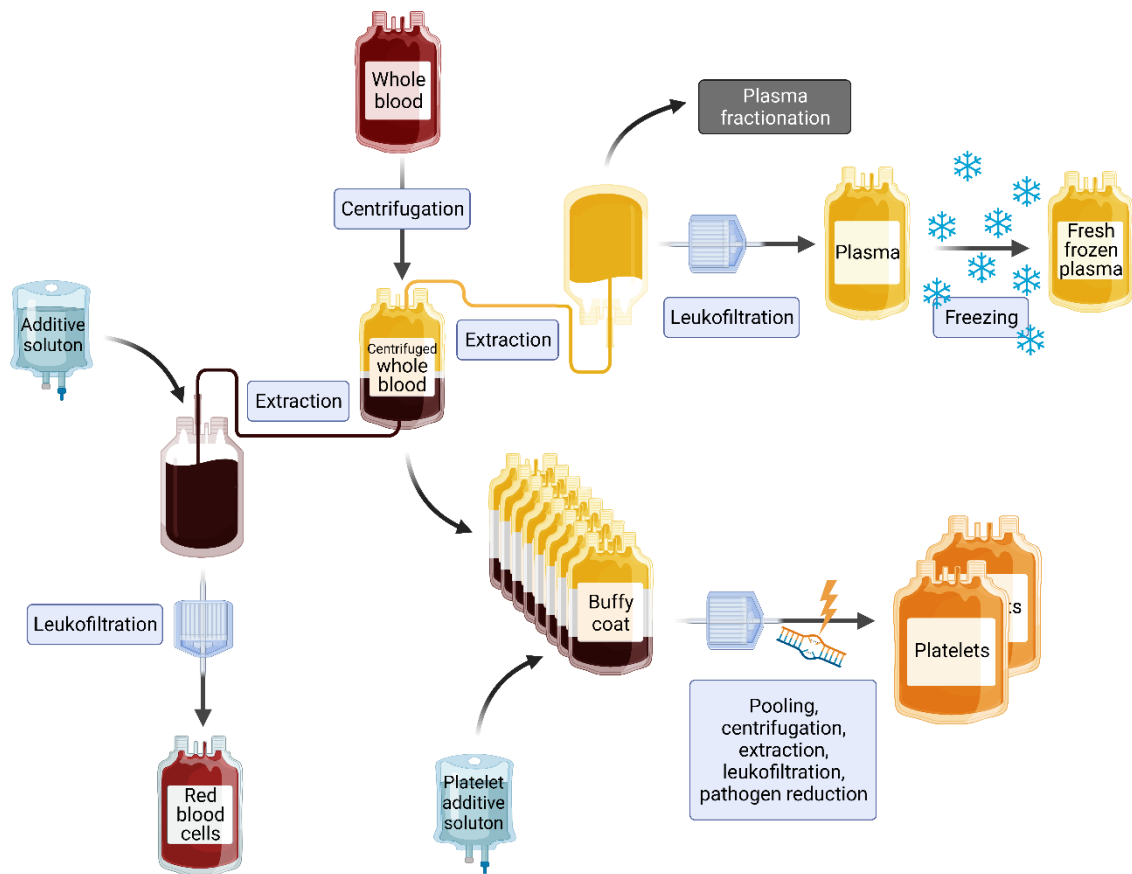 Whole
blood
Plasma
fractionation
Centrifugation
Plasma
Fresh
frozen
plasma
Additive
soluton
Centrifuged
whole
blood
Extraction
Leukofiltration
Freezing
Extraction
Buffy
coat
Leukofiltration
ts
Platelets
Pooling,
centrifugation,
extraction,
leukofiltration,
pathogen reduction
Platelet
additive
soluton
Red
blood
cells